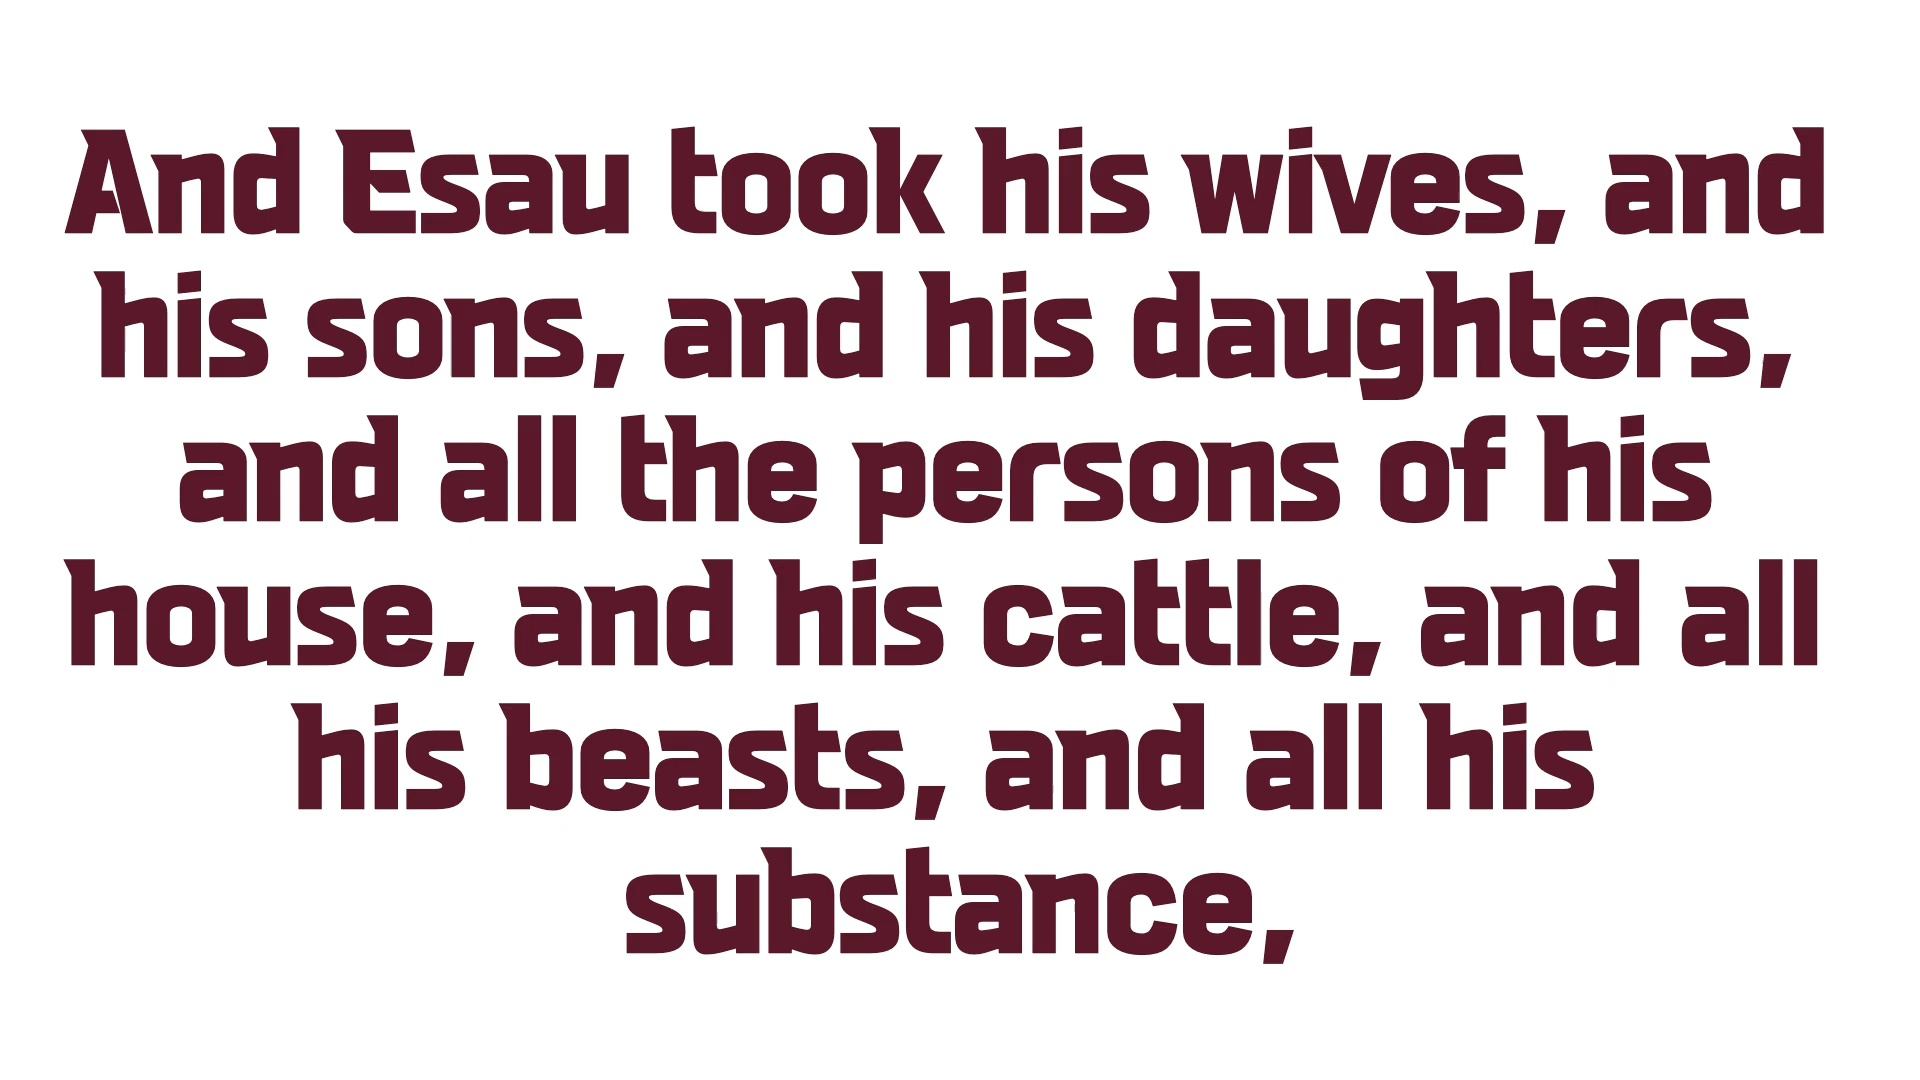 And Esau took his wives, and
his sons, and his daughters,
and all the persons of his
house, and his cattle, and all
his beasts, and all his
substance,